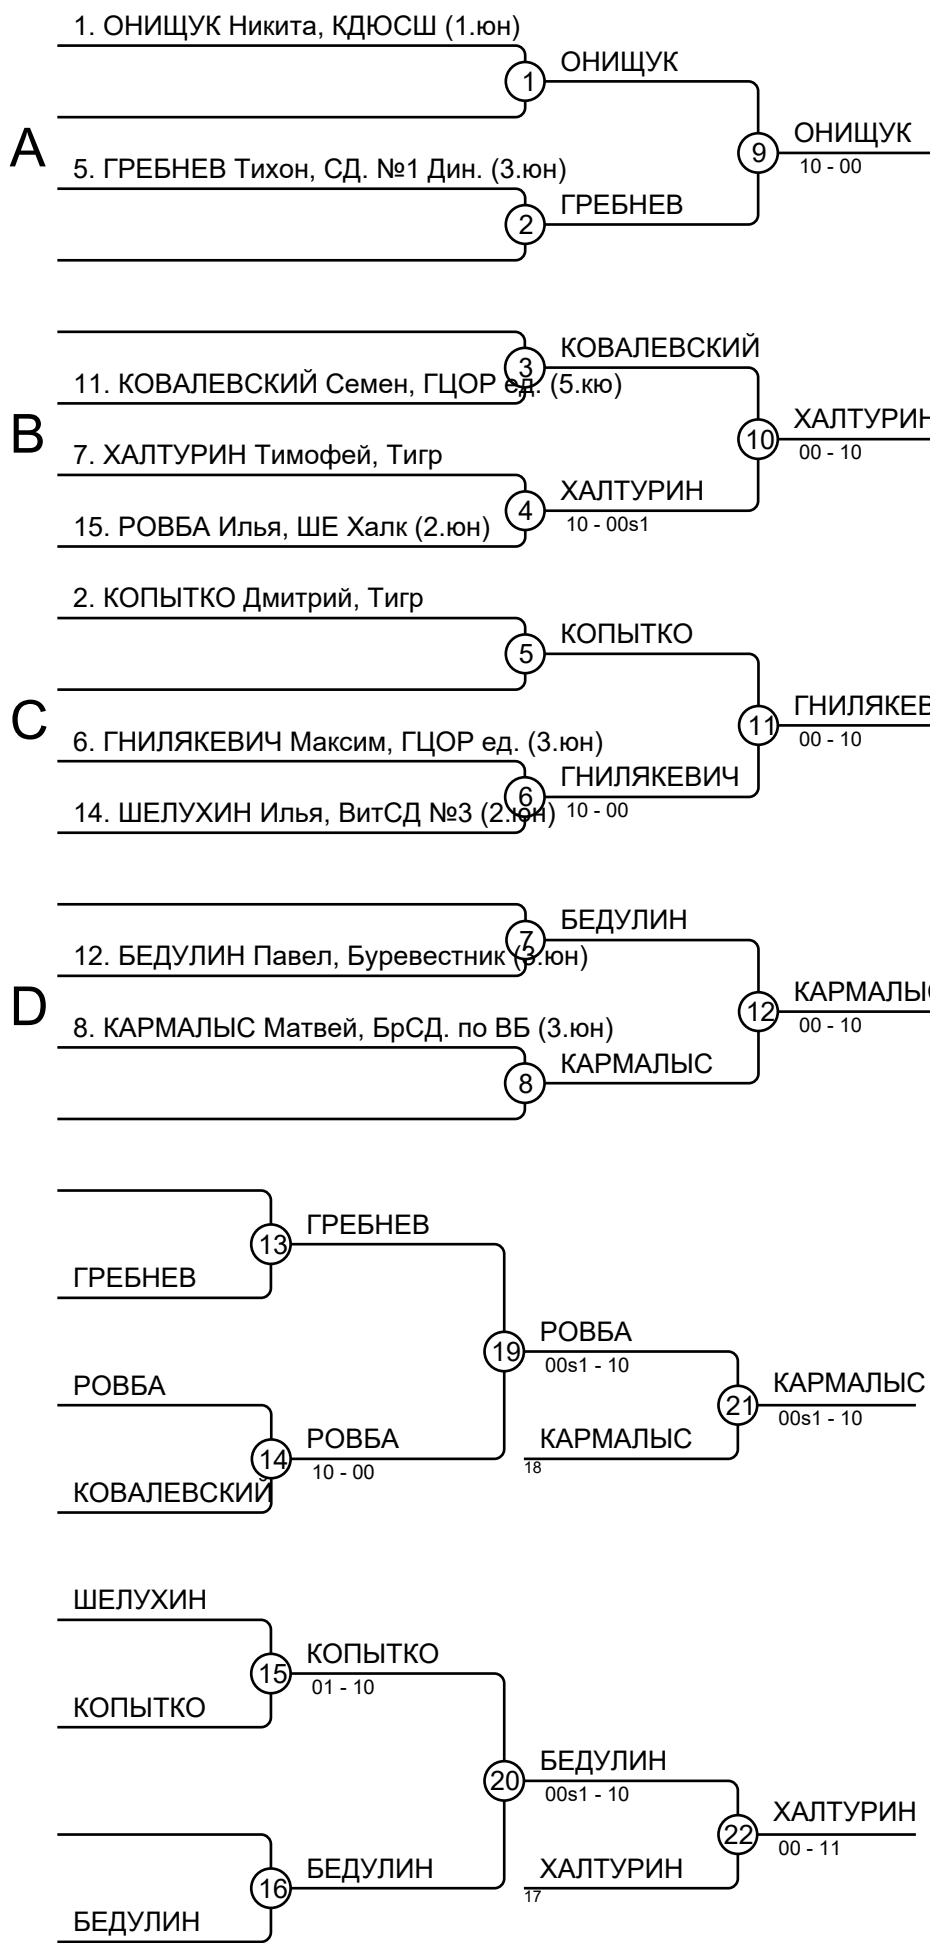 1. ОНИЩУК Никита, КДЮСШ (1.юн)
ОНИЩУК
1
A
ОНИЩУК
9
10 - 00
5. ГРЕБНЕВ Тихон, СД. №1 Дин. (3.юн)
ГРЕБНЕВ
2
КОВАЛЕВСКИЙ
3
11. КОВАЛЕВСКИЙ Семен, ГЦОР ед. (5.кю)
B
ХАЛТУРИН
10
00 - 10
7. ХАЛТУРИН Тимофей, Тигр
ХАЛТУРИН
4
10 - 00s1
15. РОВБА Илья, ШЕ Халк (2.юн)
2. КОПЫТКО Дмитрий, Тигр
КОПЫТКО
5
C
ГНИЛЯКЕВ
11
00 - 10
6. ГНИЛЯКЕВИЧ Максим, ГЦОР ед. (3.юн)
ГНИЛЯКЕВИЧ
6
10 - 00
14. ШЕЛУХИН Илья, ВитСД №3 (2.юн)
БЕДУЛИН
7
12. БЕДУЛИН Павел, Буревестник (3.юн)
D
КАРМАЛЫС
12
00 - 10
8. КАРМАЛЫС Матвей, БрСД. по ВБ (3.юн)
КАРМАЛЫС
8
ГРЕБНЕВ
13
ГРЕБНЕВ
РОВБА
19
00s1 - 10
РОВБА
КАРМАЛЫС
21
00s1 - 10
РОВБА
14
10 - 00
КАРМАЛЫС
18
КОВАЛЕВСКИЙ
ШЕЛУХИН
КОПЫТКО
15
01 - 10
КОПЫТКО
БЕДУЛИН
20
00s1 - 10
ХАЛТУРИН
22
00 - 11
БЕДУЛИН
16
ХАЛТУРИН
17
БЕДУЛИН